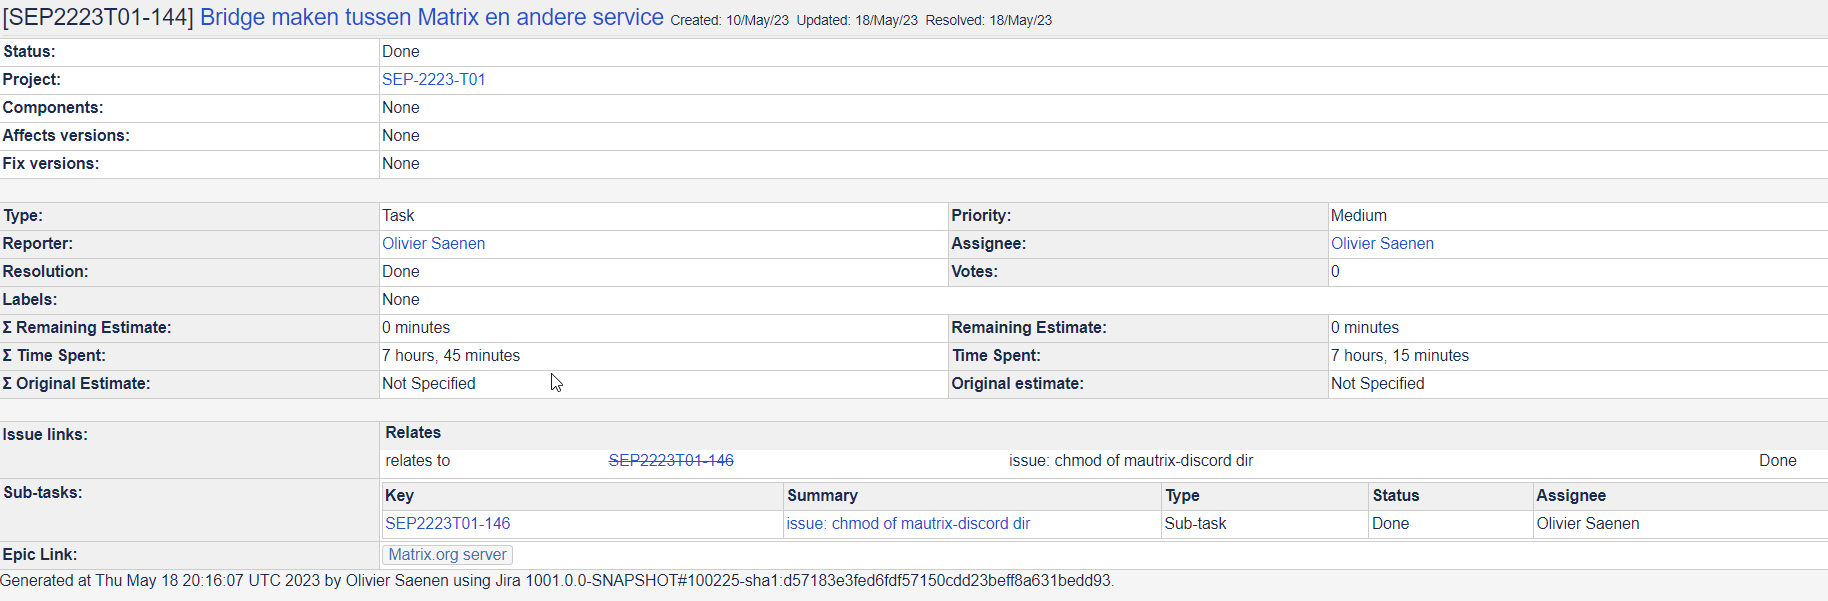 [SEP2223T01-144] Bridge maken tussen Matrix en andere service Created: 10/May/23 Updated: 18/May/23 Resolved: 18/May/23
Status: Done
Project: SEP-2223-T01
Components: None
Affects versions: None
Fix versions: None
Type: Task Priority: Medium
Reporter: Olivier Saenen Assignee: Olivier Saenen
Resolution: Done Votes: 0
Labels: None
Σ Remaining Estimate: 0 minutes Remaining Estimate: 0 minutes
Σ Time Spent: 7 hours, 45 minutes Time Spent: 7 hours, 15 minutes
Σ Original Estimate: Not Specified Original estimate: Not Specified
Issue links: Relates
relates to SEP2223T01-146 issue: chmod of mautrix-discord dir Done
Sub-tasks: Key Summary Type Status Assignee
SEP2223T01-146 issue: chmod of mautrix-discord dir Sub-task Done Olivier Saenen
Epic Link: Matrix.org server
Generated at Thu May 18 20:16:07 UTC 2023 by Olivier Saenen using Jira 1001.0.0-SNAPSHOT#100225-sha1:d57183e3fed6fdf57150cdd23beff8a631bedd93.